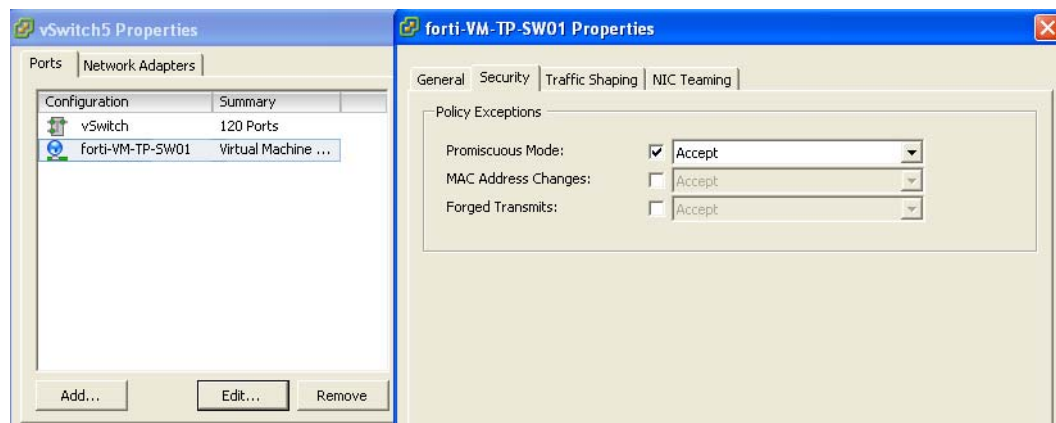 vSwitch5 Properties
Ports Network Adapters
Configuration Summary
vSwitch 120 Ports
forti-VM-TP-SW01 Virtual Machine ...
Add... Edit... Remove
forti-VM-TP-SW01 Properties
General Security Traffic Shaping NIC Teaming
Policy Exceptions
Promiscuous Mode: Accept
MAC Address Changes: Accept
Forged Transmits: Accept